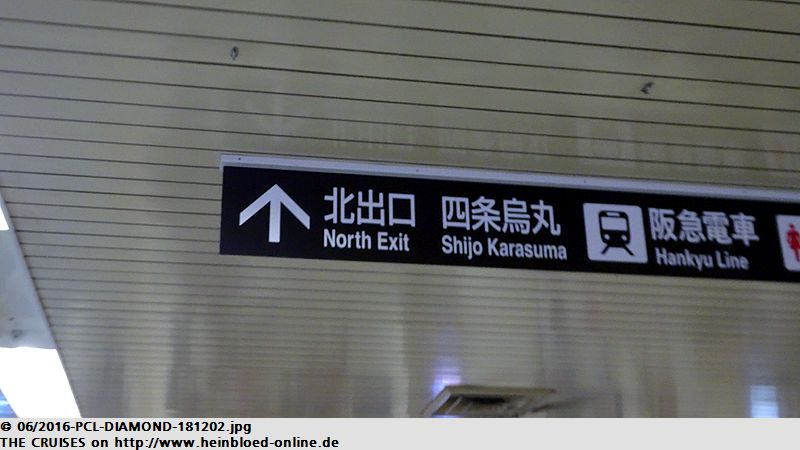 北出口 四条烏丸 阪急電車
North Exit Shijo Karasuma Hankyu Line
© 06/2016-PCL-DIAMOND-181202.jpg
THE CRUISES on http://www.heinbloed-online.de